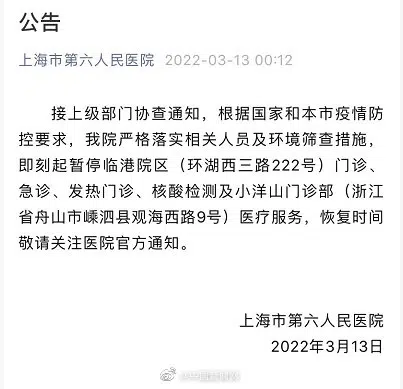 公告
上海市第六人民医院 2022-03-13 00:12
接上级部门协查通知，根据国家和本市疫情防
控要求，我院严格落实相关人员及环境筛查措施，
即刻起暂停临港院区（环湖西三路222号）门诊、
急诊、发热门诊、核酸检测及小洋山门诊部（浙江
省舟山市嵊泗县观海西路9号）医疗服务，恢复时间
敬请关注医院官方通知。
上海市第六人民医院
2022年3月13日